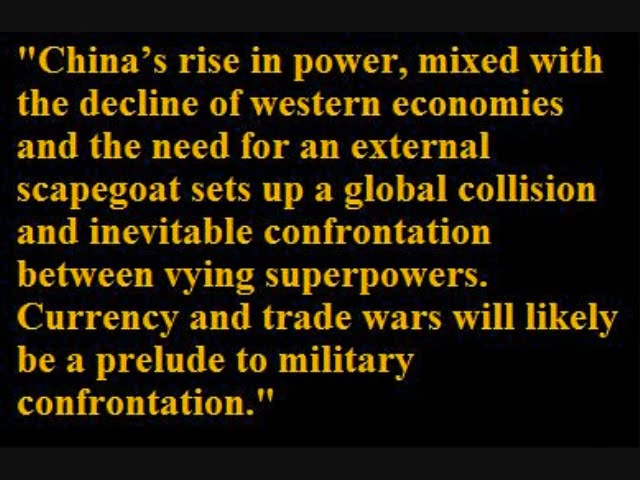 "China’s rise in power, mixed with
the decline of western economies
and the need for an external
scapegoat sets up a global collision
and inevitable confrontation
between vying superpowers.
Currency and trade wars will likely
be a prelude to military
confrontation."